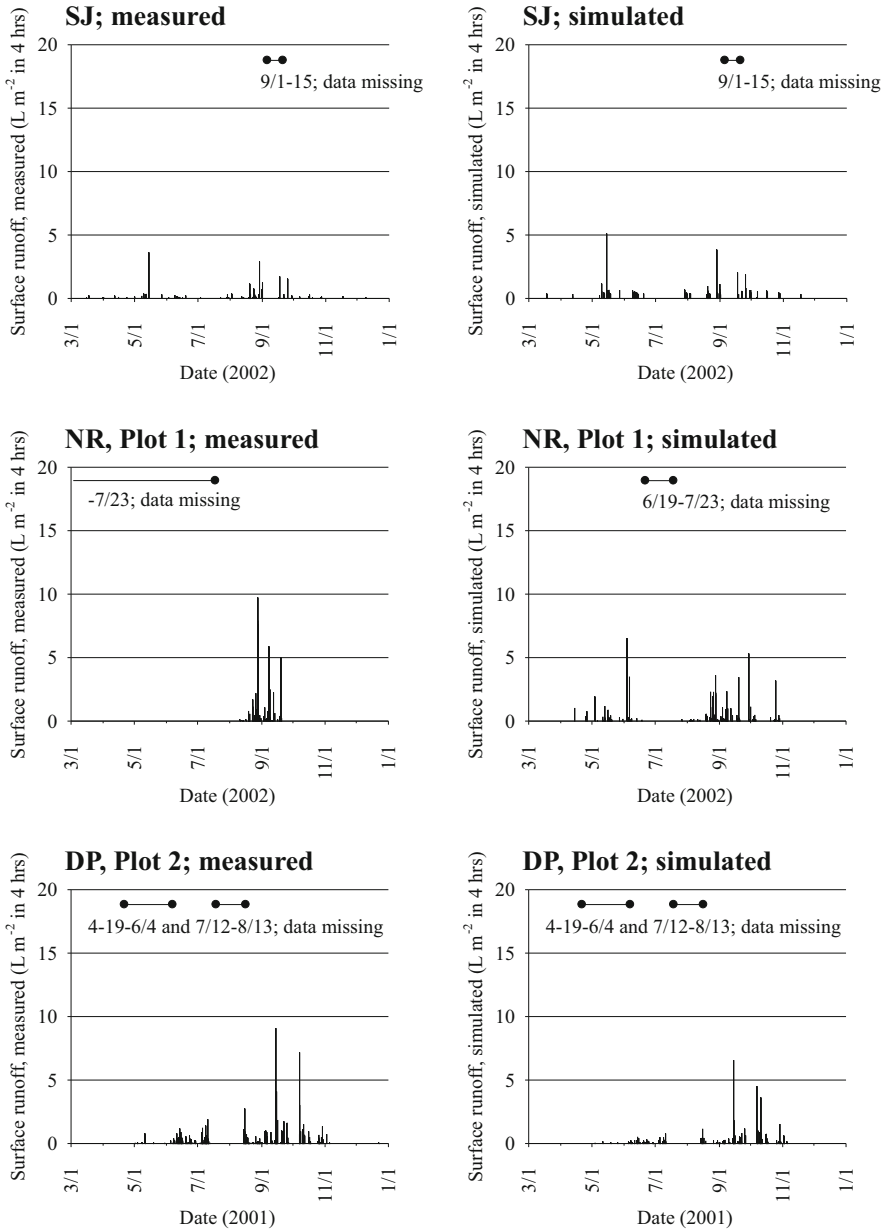 SJ; measured
Surface runoff, measured (L m⁻² in 4 hrs)
20
15
10
5
0
9/1-15; data missing
3/1
5/1
7/1
9/1
11/1
1/1
Date (2002)
SJ; simulated
Surface runoff, simulated (L m⁻² in 4 hrs)
20
15
10
5
0
9/1-15; data missing
3/1
5/1
7/1
9/1
11/1
1/1
Date (2002)
NR, Plot 1; measured
Surface runoff, measured (L m⁻² in 4 hrs)
20
15
10
5
0
-7/23; data missing
3/1
5/1
7/1
9/1
11/1
1/1
Date (2002)
NR, Plot 1; simulated
Surface runoff, simulated (L m⁻² in 4 hrs)
20
15
10
5
0
6/19-7/23; data missing
3/1
5/1
7/1
9/1
11/1
1/1
Date (2002)
DP, Plot 2; measured
Surface runoff, measured (L m⁻² in 4 hrs)
20
15
10
5
0
4-19-6/4 and 7/12-8/13; data missing
3/1
5/1
7/1
9/1
11/1
1/1
Date (2001)
DP, Plot 2; simulated
Surface runoff, simulated (L m⁻² in 4 hrs)
20
15
10
5
0
4-19-6/4 and 7/12-8/13; data missing
3/1
5/1
7/1
9/1
11/1
1/1
Date (2001)